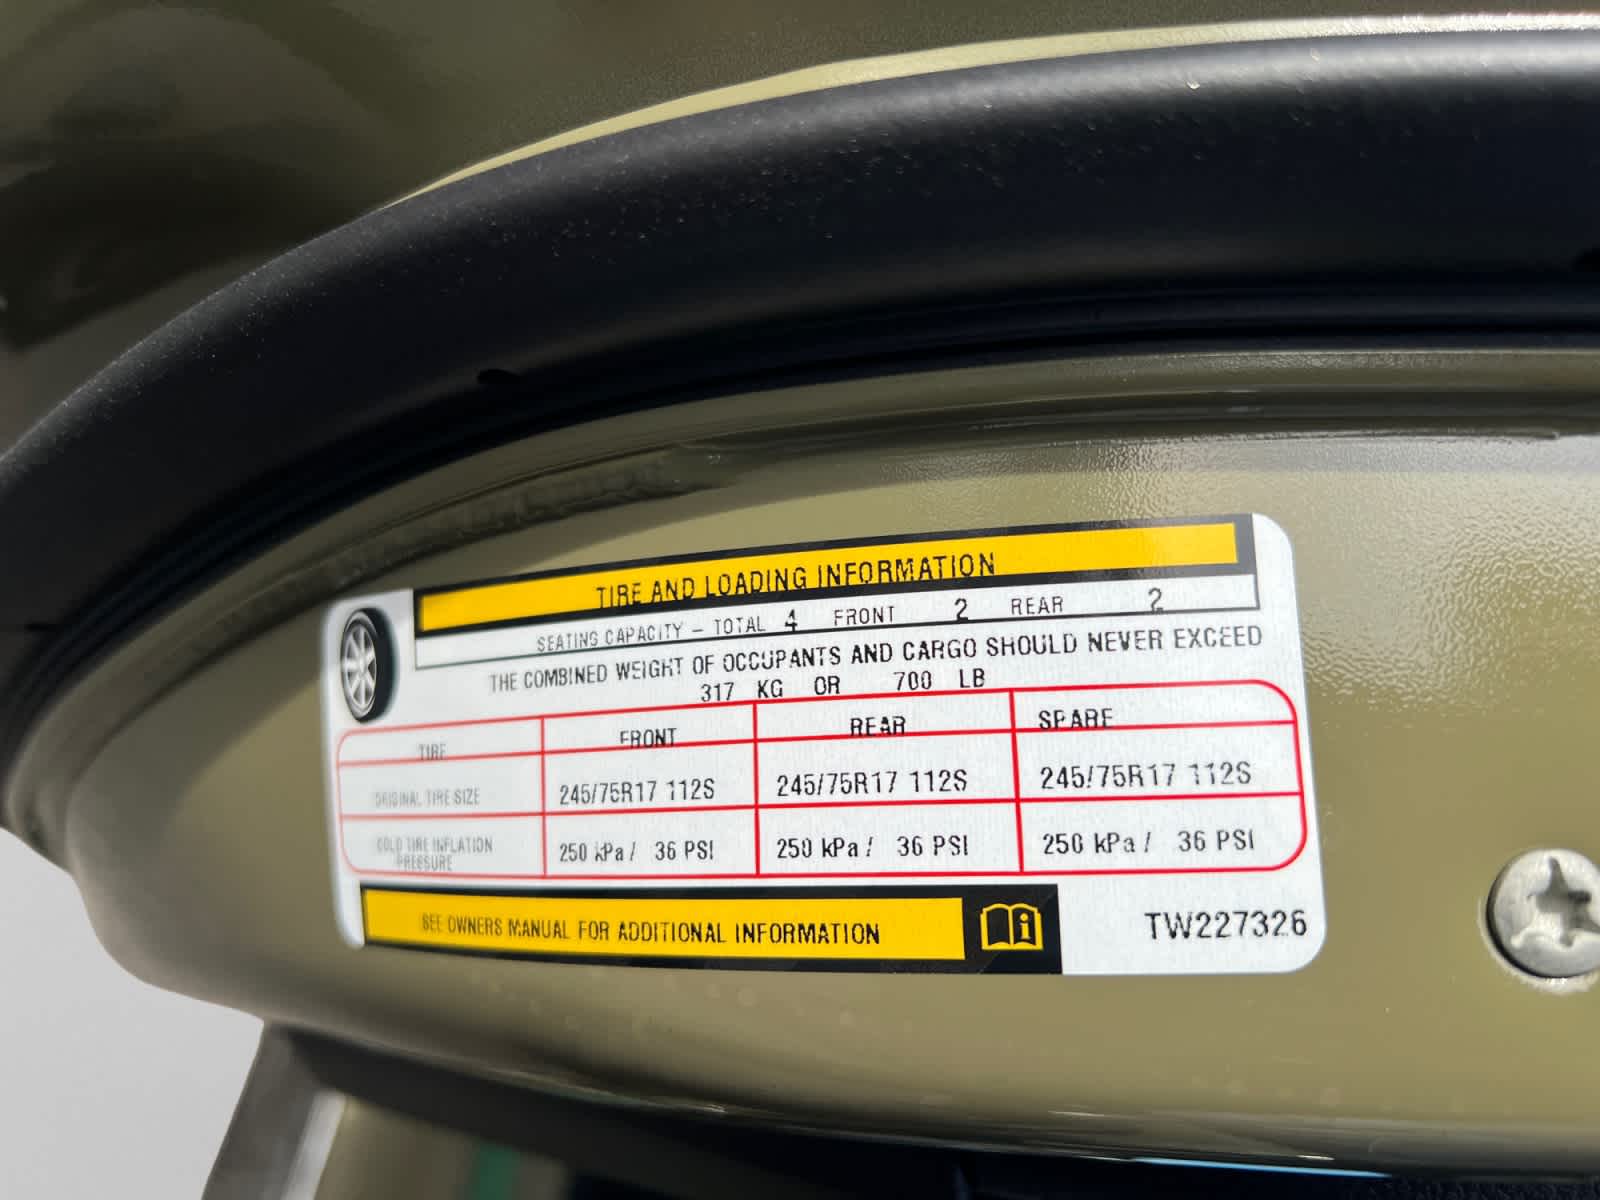 TIRE AND LOADING INFORMATION
SEATING CAPACITY – TOTAL 4 FRONT 2 REAR 2
THE COMBINED WEIGHT OF OCCUPANTS AND CARGO SHOULD NEVER EXCEED
317 KG OR 700 LB
TIRE FRONT REAR SPARE
ORIGINAL TIRE SIZE 245/75R17 112S 245/75R17 112S 245/75R17 112S
COLD TIRE INFLATION PRESSURE 250 kPa / 36 PSI 250 kPa / 36 PSI 250 kPa / 36 PSI
SEE OWNERS MANUAL FOR ADDITIONAL INFORMATION
TW227326